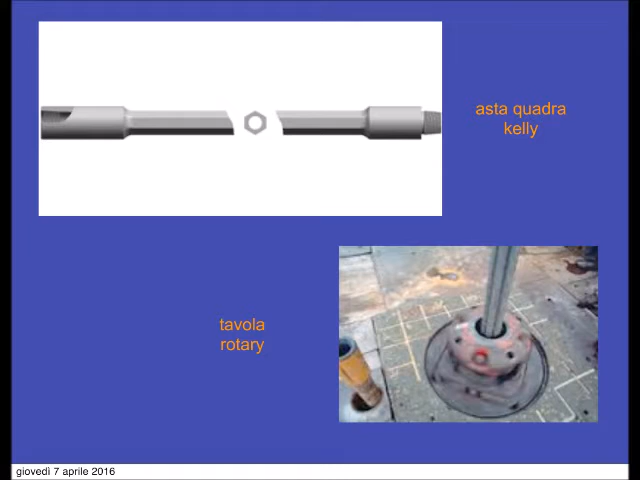 asta quadra
kelly
tavola
rotary
giovedì 7 aprile 2016